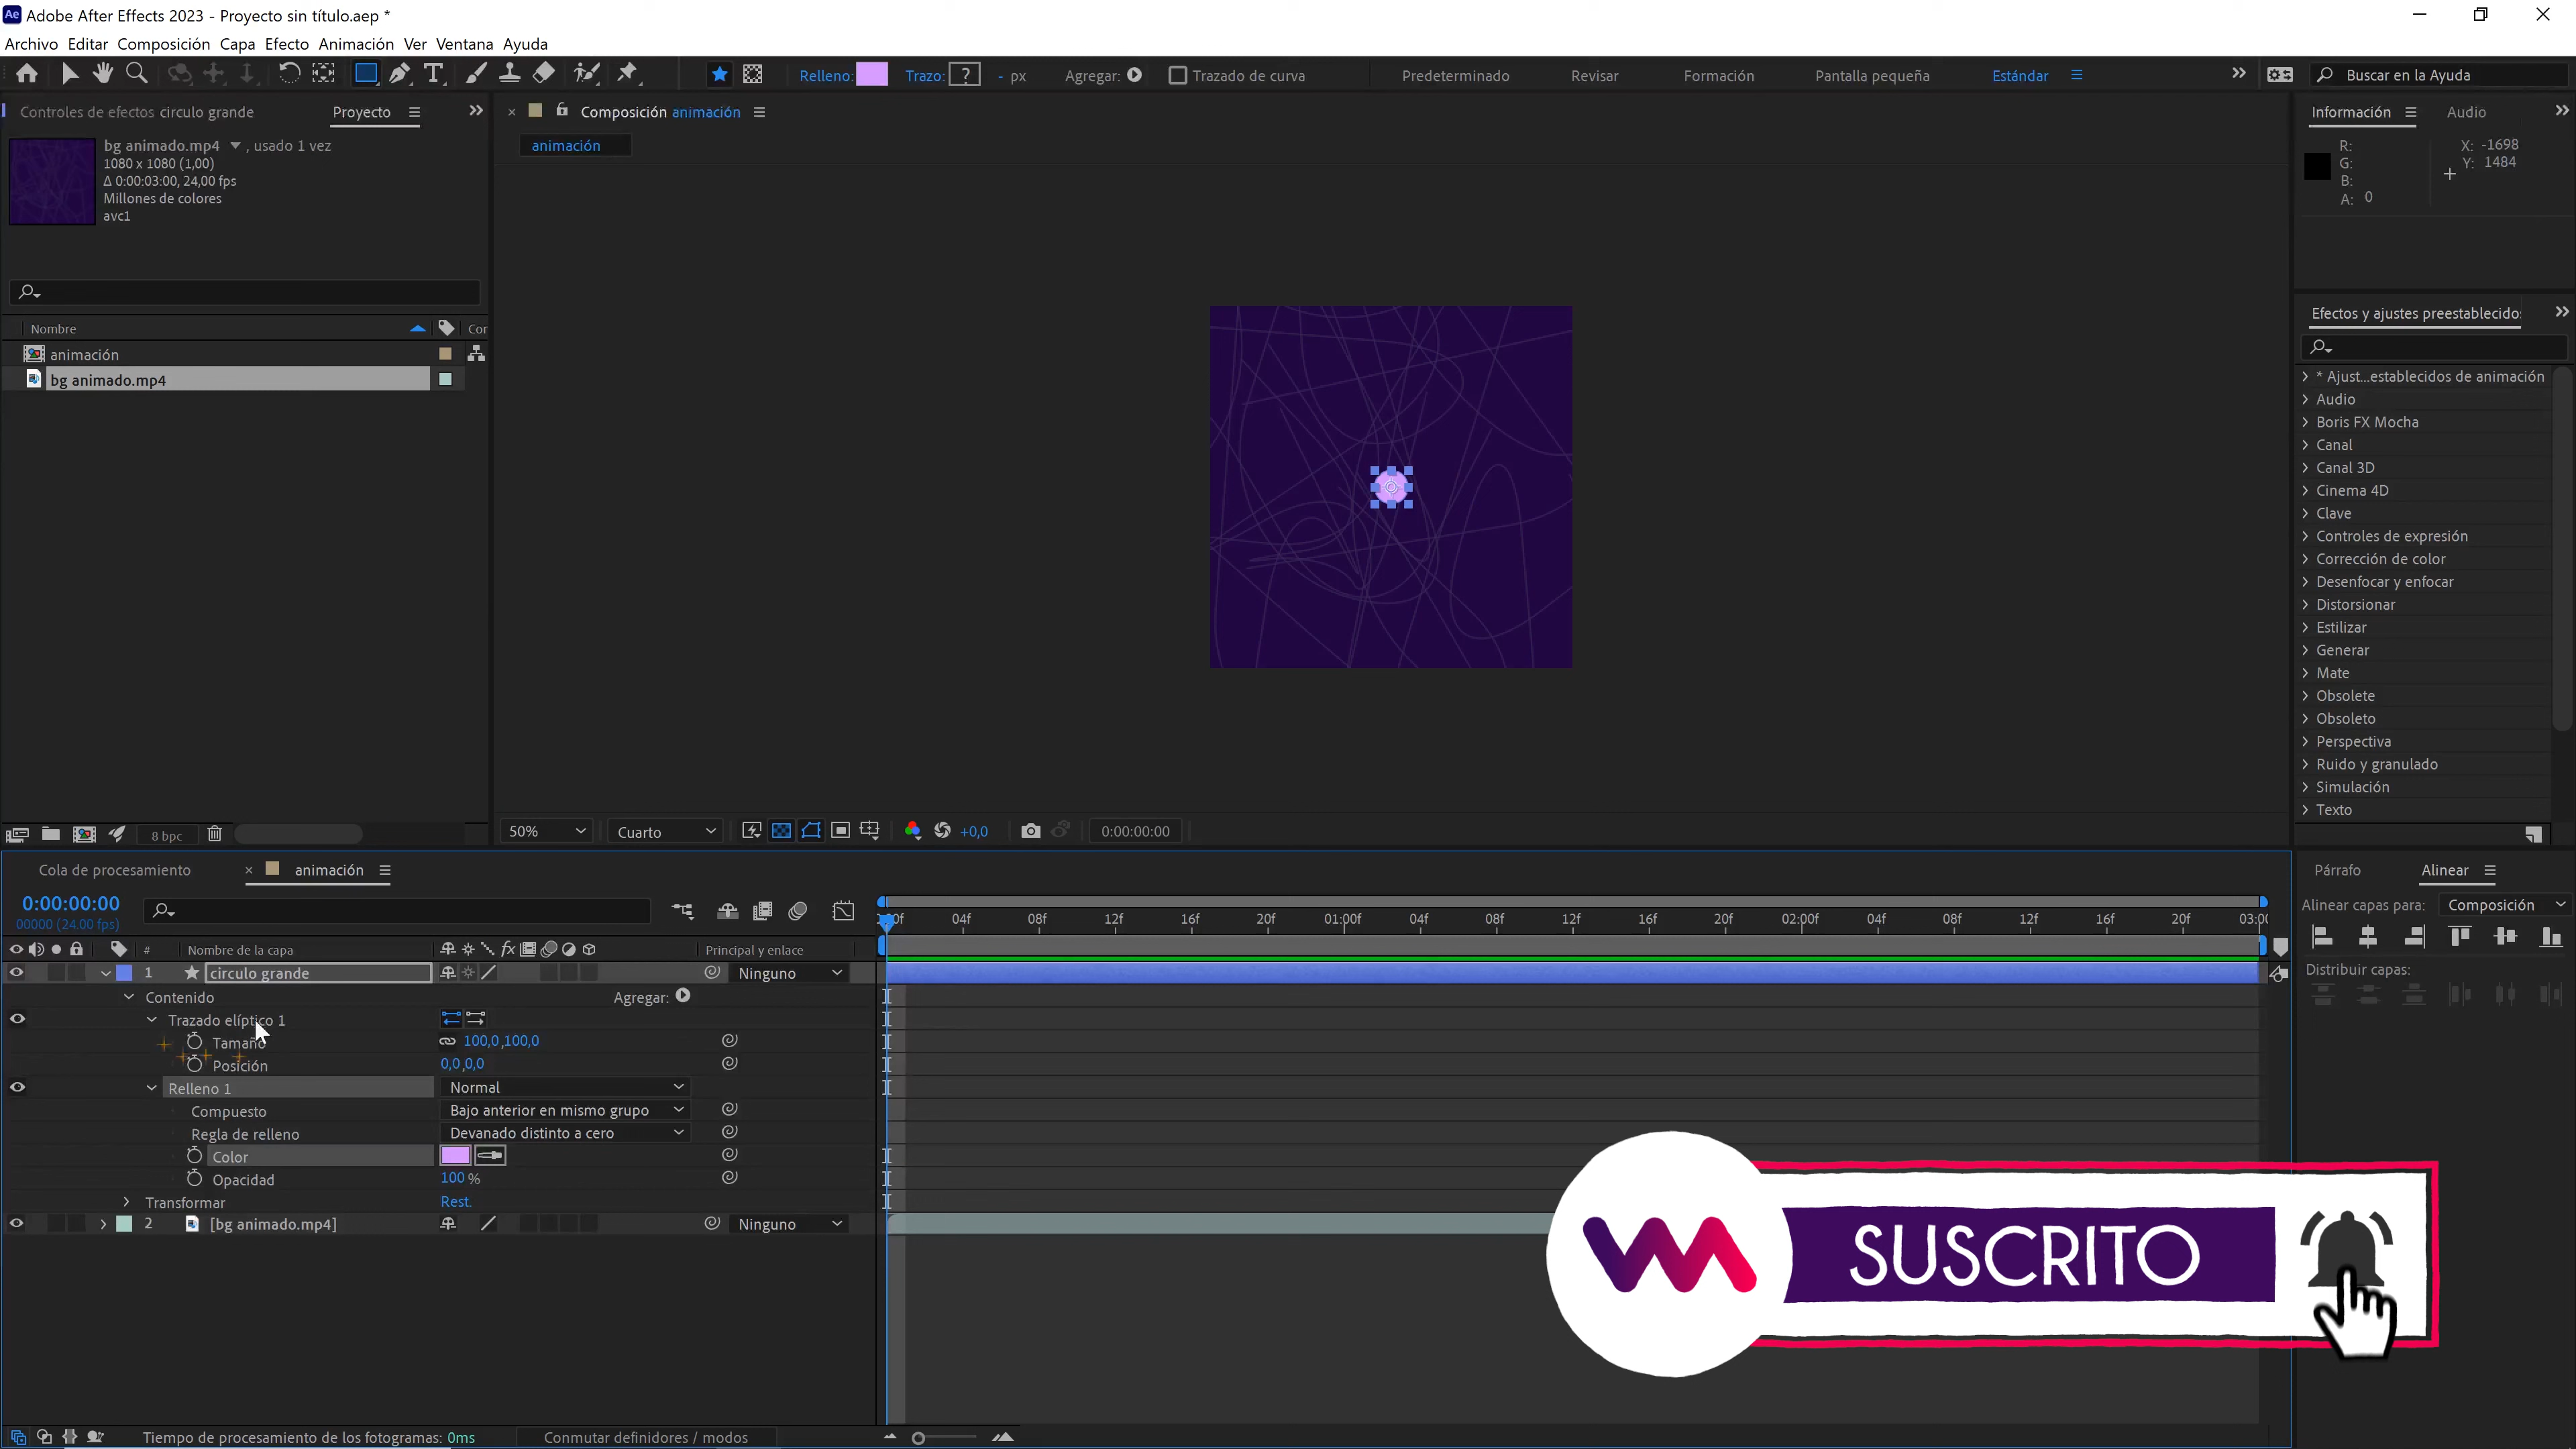 Adobe After Effects 2023 - Proyecto sin título.aep *
Archivo Editar Composición Capa Efecto Animación Ver Ventana Ayuda
Relleno: Trazo: ? - px Agregar: Trazado de curva Predeterminado Revisar Formación Pantalla pequeña Estándar Buscar en la Ayuda
Controles de efectos circulo grande Proyecto
bg animado.mp4 , usado 1 vez
1080 x 1080 (1,00)
Δ 0:00:03:00, 24,00 fps
Millones de colores
avc1
Nombre Cor
animación
bg animado.mp4
8 bpc
Composición animación
animación
50% Cuarto +0,0 0:00:00:00
Información Audio
R: X: -1698
G: Y: 1484
B:
A: 0
Efectos y ajustes preestablecido
* Ajust...establecidos de animación
Audio
Boris FX Mocha
Canal
Canal 3D
Cinema 4D
Clave
Controles de expresión
Corrección de color
Desenfocar y enfocar
Distorsionar
Estilizar
Generar
Mate
Obsolete
Obsoleto
Perspectiva
Ruido y granulado
Simulación
Texto
Cola de procesamiento animación
0:00:00:00
00000 (24.00 fps)
04f 08f 12f 16f 20f 01:00f 04f 08f 12f 16f 20f 02:00f 04f 08f 12f 16f 20f 03:0
# Nombre de la capa fx Principal y enlace
1 circulo grande Ninguno
Contenido Agregar:
Trazado elíptico 1
Tamaño 100,0,100,0
Posición 0,0,0,0
Relleno 1 Normal
Compuesto Bajo anterior en mismo grupo
Regla de relleno Devanado distinto a cero
Color
Opacidad 100 %
Transformar Rest.
2 [bg animado.mp4] Ninguno
Tiempo de procesamiento de los fotogramas: 0ms Conmutar definidores / modos
Párrafo Alinear
Alinear capas para: Composición
Distribuir capas:
SUSCRITO